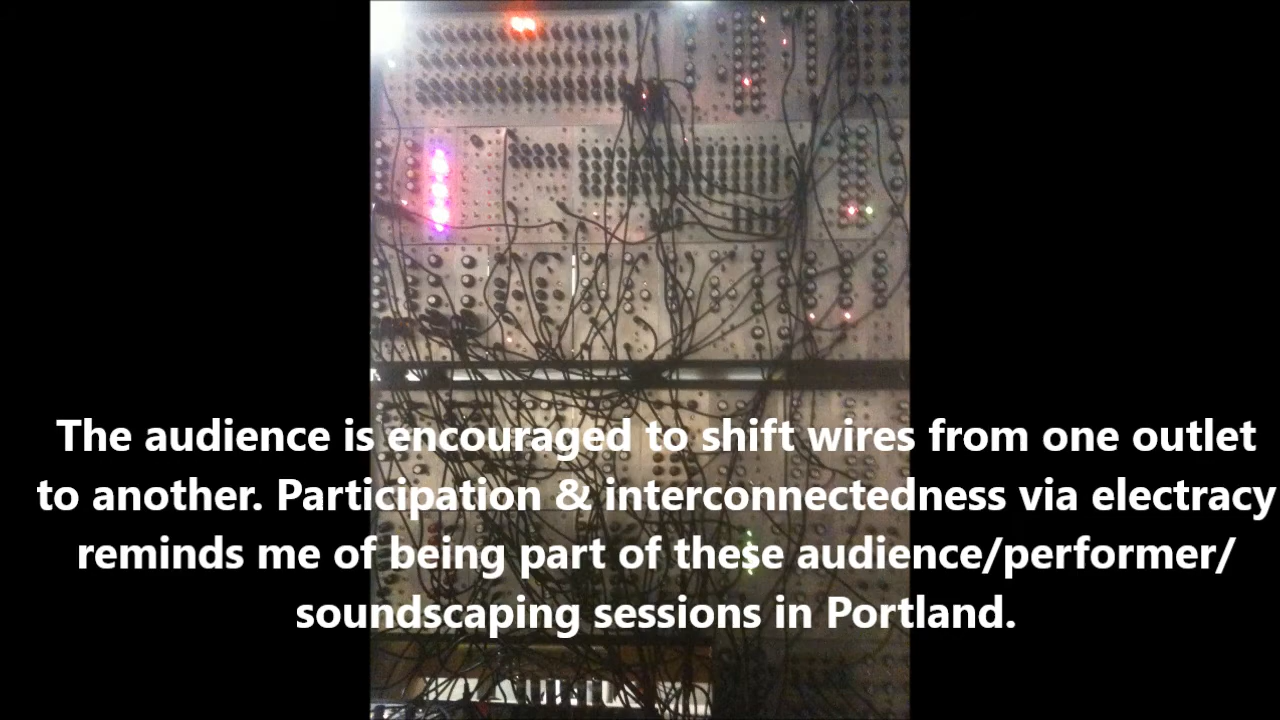 The audience is encouraged to shift wires from one outlet
to another. Participation & interconnectedness via electracy
reminds me of being part of these audience/performer/
soundscaping sessions in Portland.